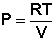 P = RT/V